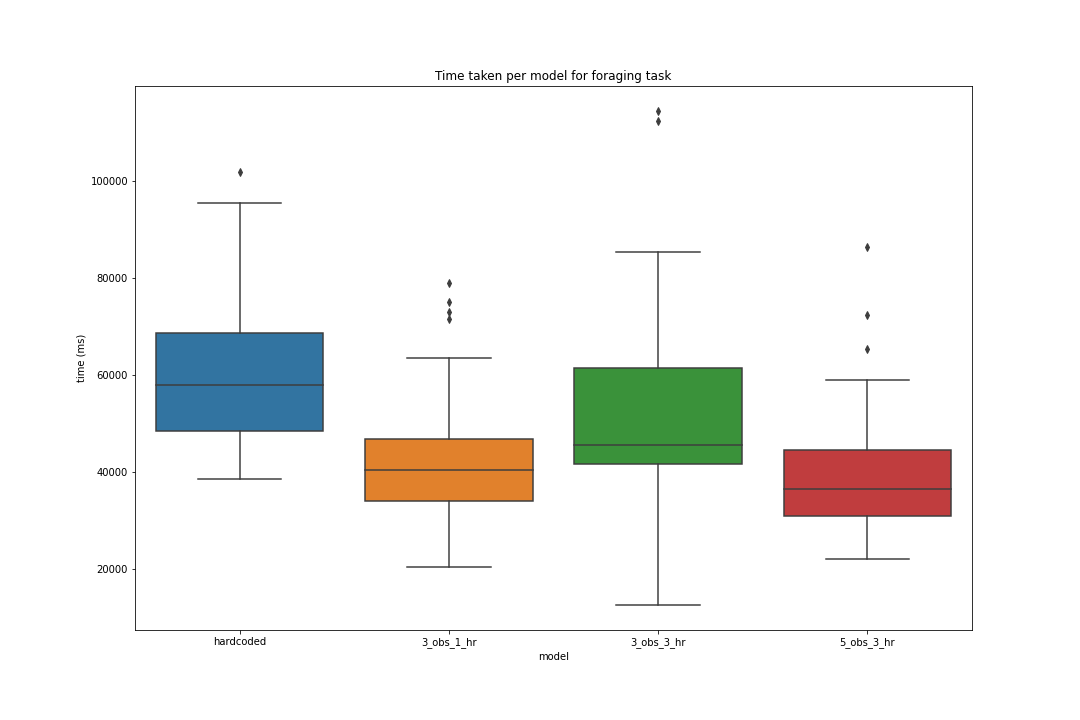 Time taken per model for foraging task
100000
80000
60000
40000
20000
time (ms)
hardcoded 3_obs_1_hr 3_obs_3_hr 5_obs_3_hr
model